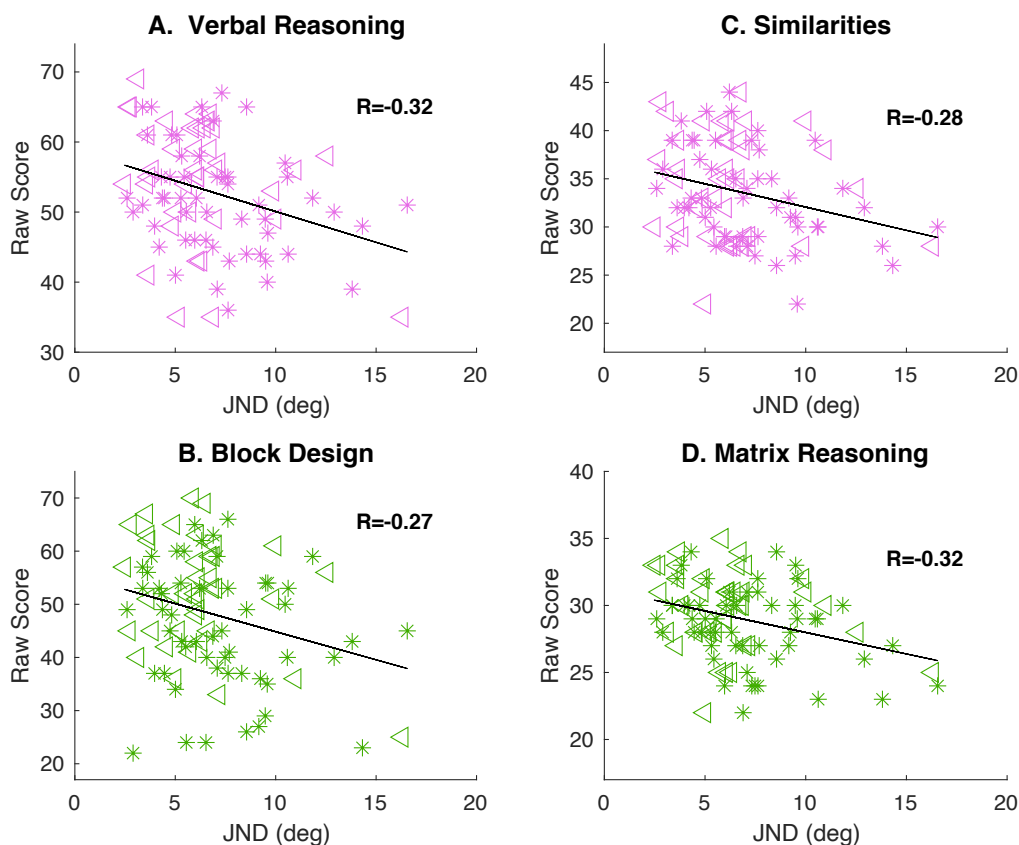 A. Verbal Reasoning
R=-0.32
Raw Score
70
60
50
40
30
0
5
10
15
20
JND (deg)
C. Similarities
R=-0.28
Raw Score
45
40
35
30
25
20
0
5
10
15
20
JND (deg)
B. Block Design
R=-0.27
Raw Score
70
60
50
40
30
20
0
5
10
15
20
JND (deg)
D. Matrix Reasoning
R=-0.32
Raw Score
40
35
30
25
20
0
5
10
15
20
JND (deg)